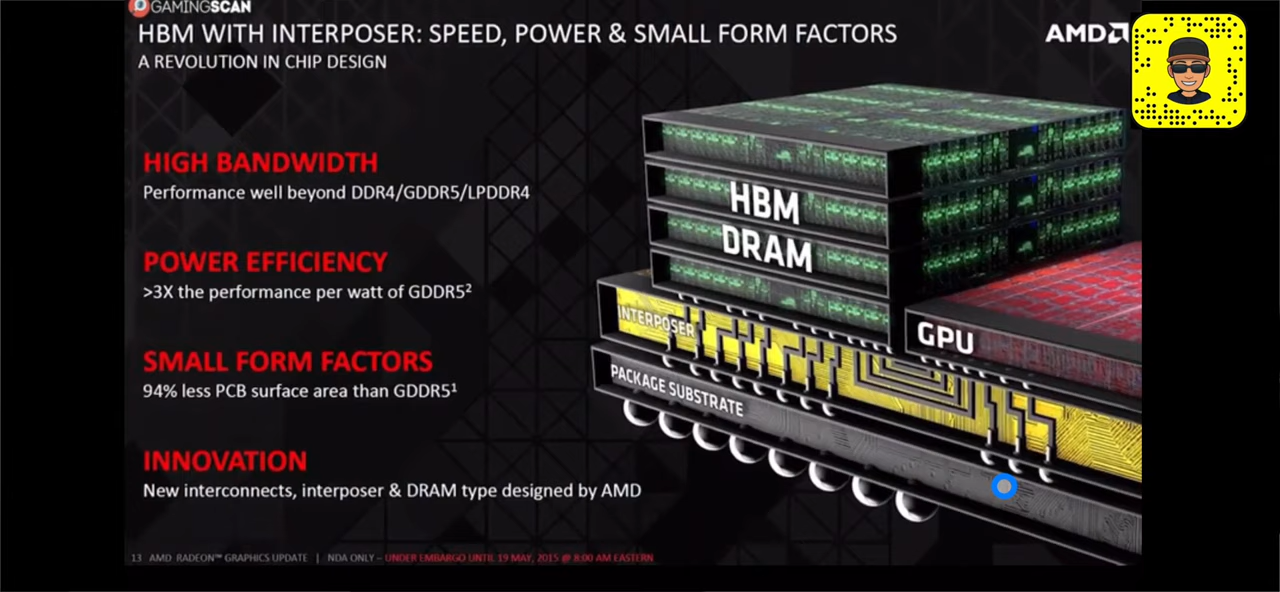 GAMINGSCAN
HBM WITH INTERPOSER: SPEED, POWER & SMALL FORM FACTORS
A REVOLUTION IN CHIP DESIGN
AMD
HIGH BANDWIDTH
Performance well beyond DDR4/GDDR5/LPDDR4
POWER EFFICIENCY
>3X the performance per watt of GDDR5²
SMALL FORM FACTORS
94% less PCB surface area than GDDR5¹
INNOVATION
New interconnects, interposer & DRAM type designed by AMD
HBM
DRAM
INTERPOSER
GPU
PACKAGE SUBSTRATE
13 AMD RADEON™ GRAPHICS UPDATE | NDA ONLY – UNDER EMBARGO UNTIL 19 MAY, 2015 @ 8:00 AM EASTERN